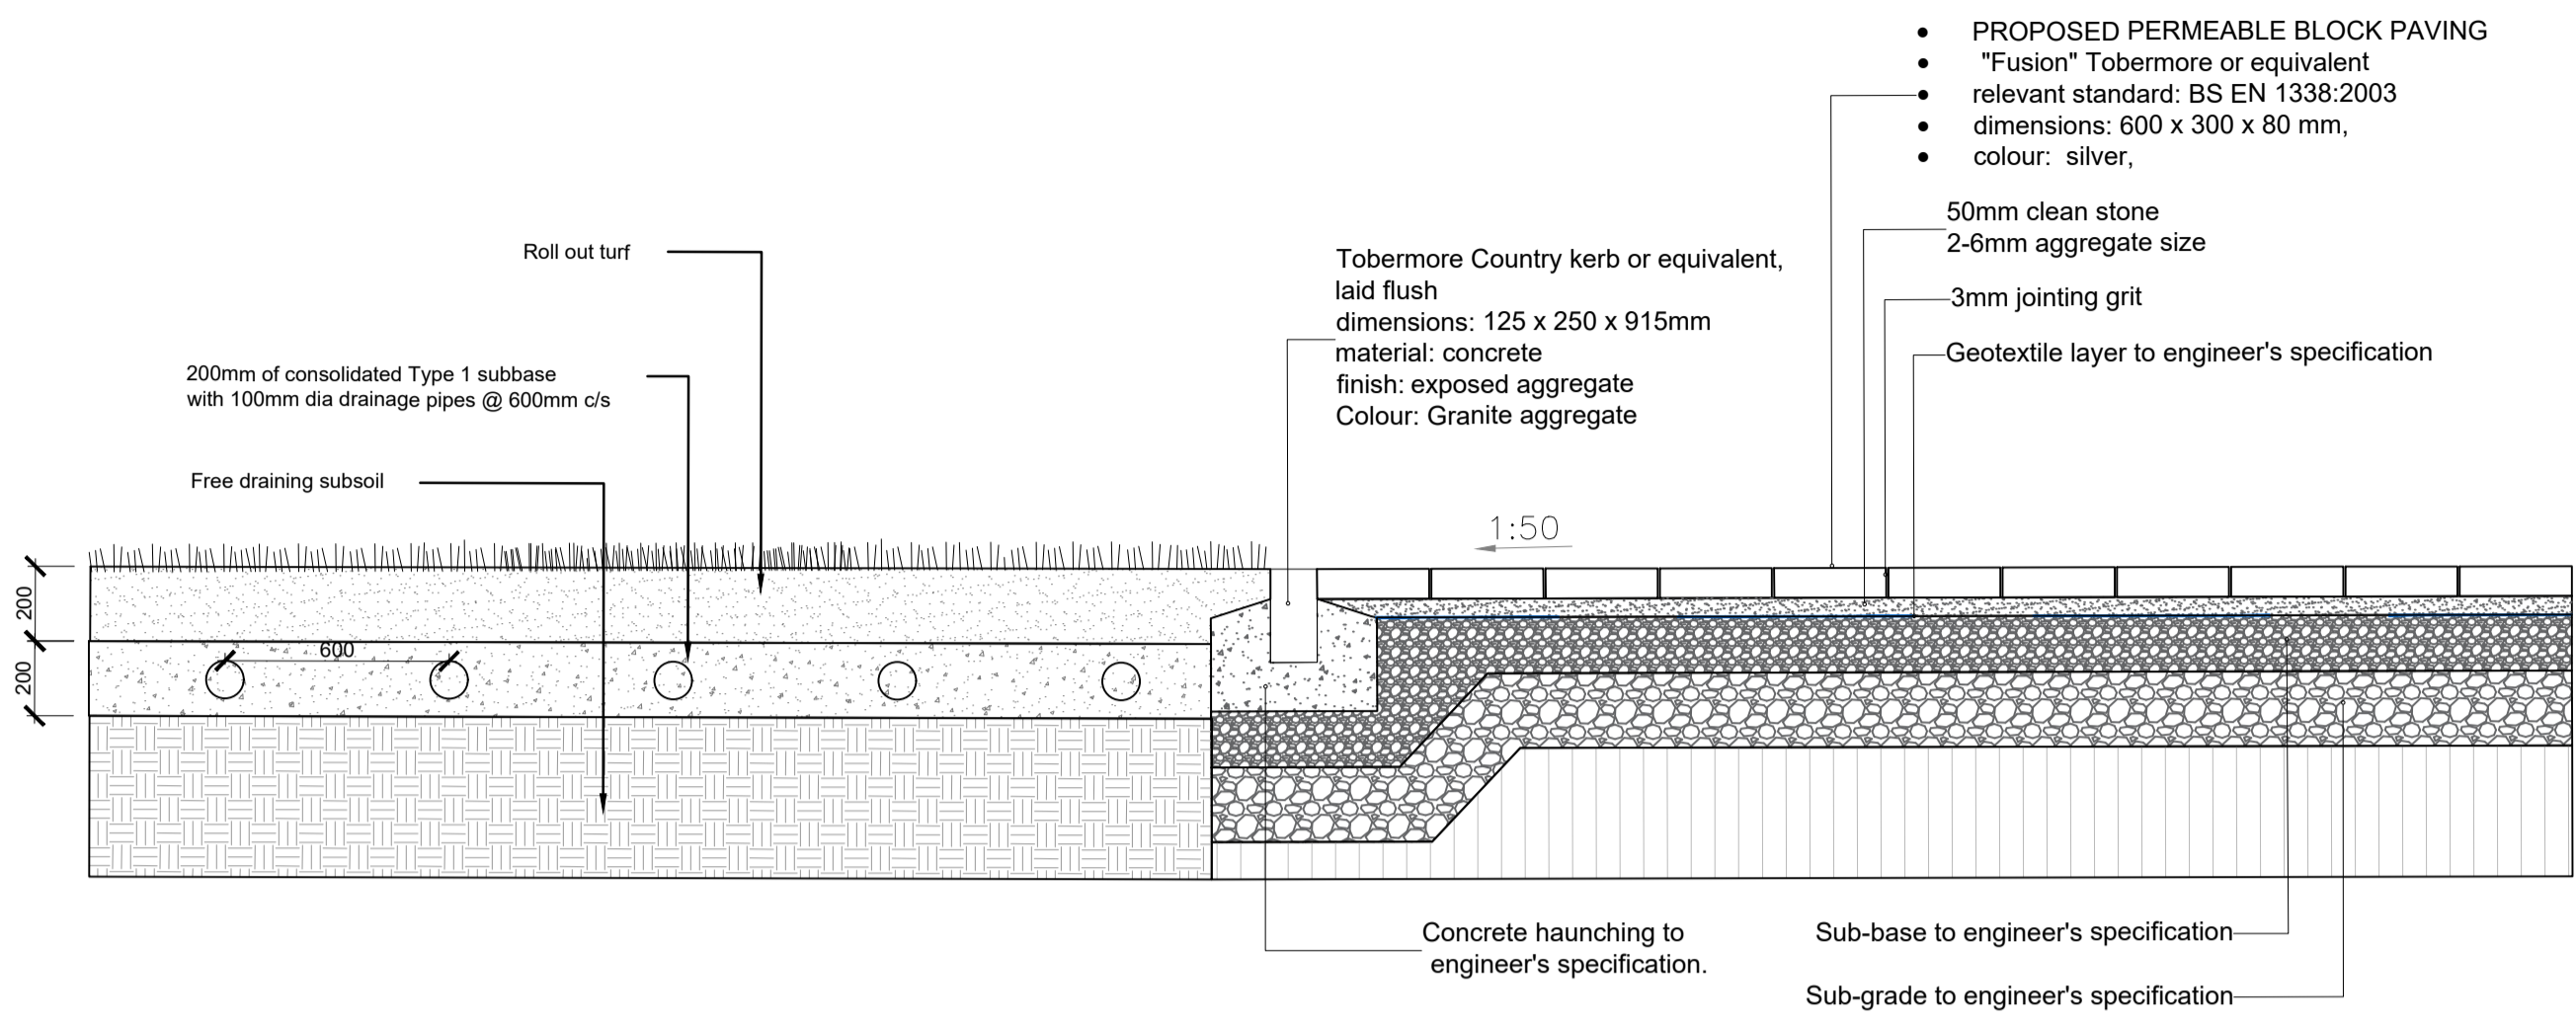 PROPOSED PERMEABLE BLOCK PAVING
"Fusion" Tobermore or equivalent
relevant standard: BS EN 1338:2003
dimensions: 600 x 300 x 80 mm,
colour: silver,
50mm clean stone
2-6mm aggregate size
3mm jointing grit
Geotextile layer to engineer's specification
Tobermore Country kerb or equivalent,
laid flush
dimensions: 125 x 250 x 915mm
material: concrete
finish: exposed aggregate
Colour: Granite aggregate
Roll out turf
200mm of consolidated Type 1 subbase
with 100mm dia drainage pipes @ 600mm c/s
Free draining subsoil
1:50
200
200
600
Concrete haunching to
engineer's specification.
Sub-base to engineer's specification
Sub-grade to engineer's specification